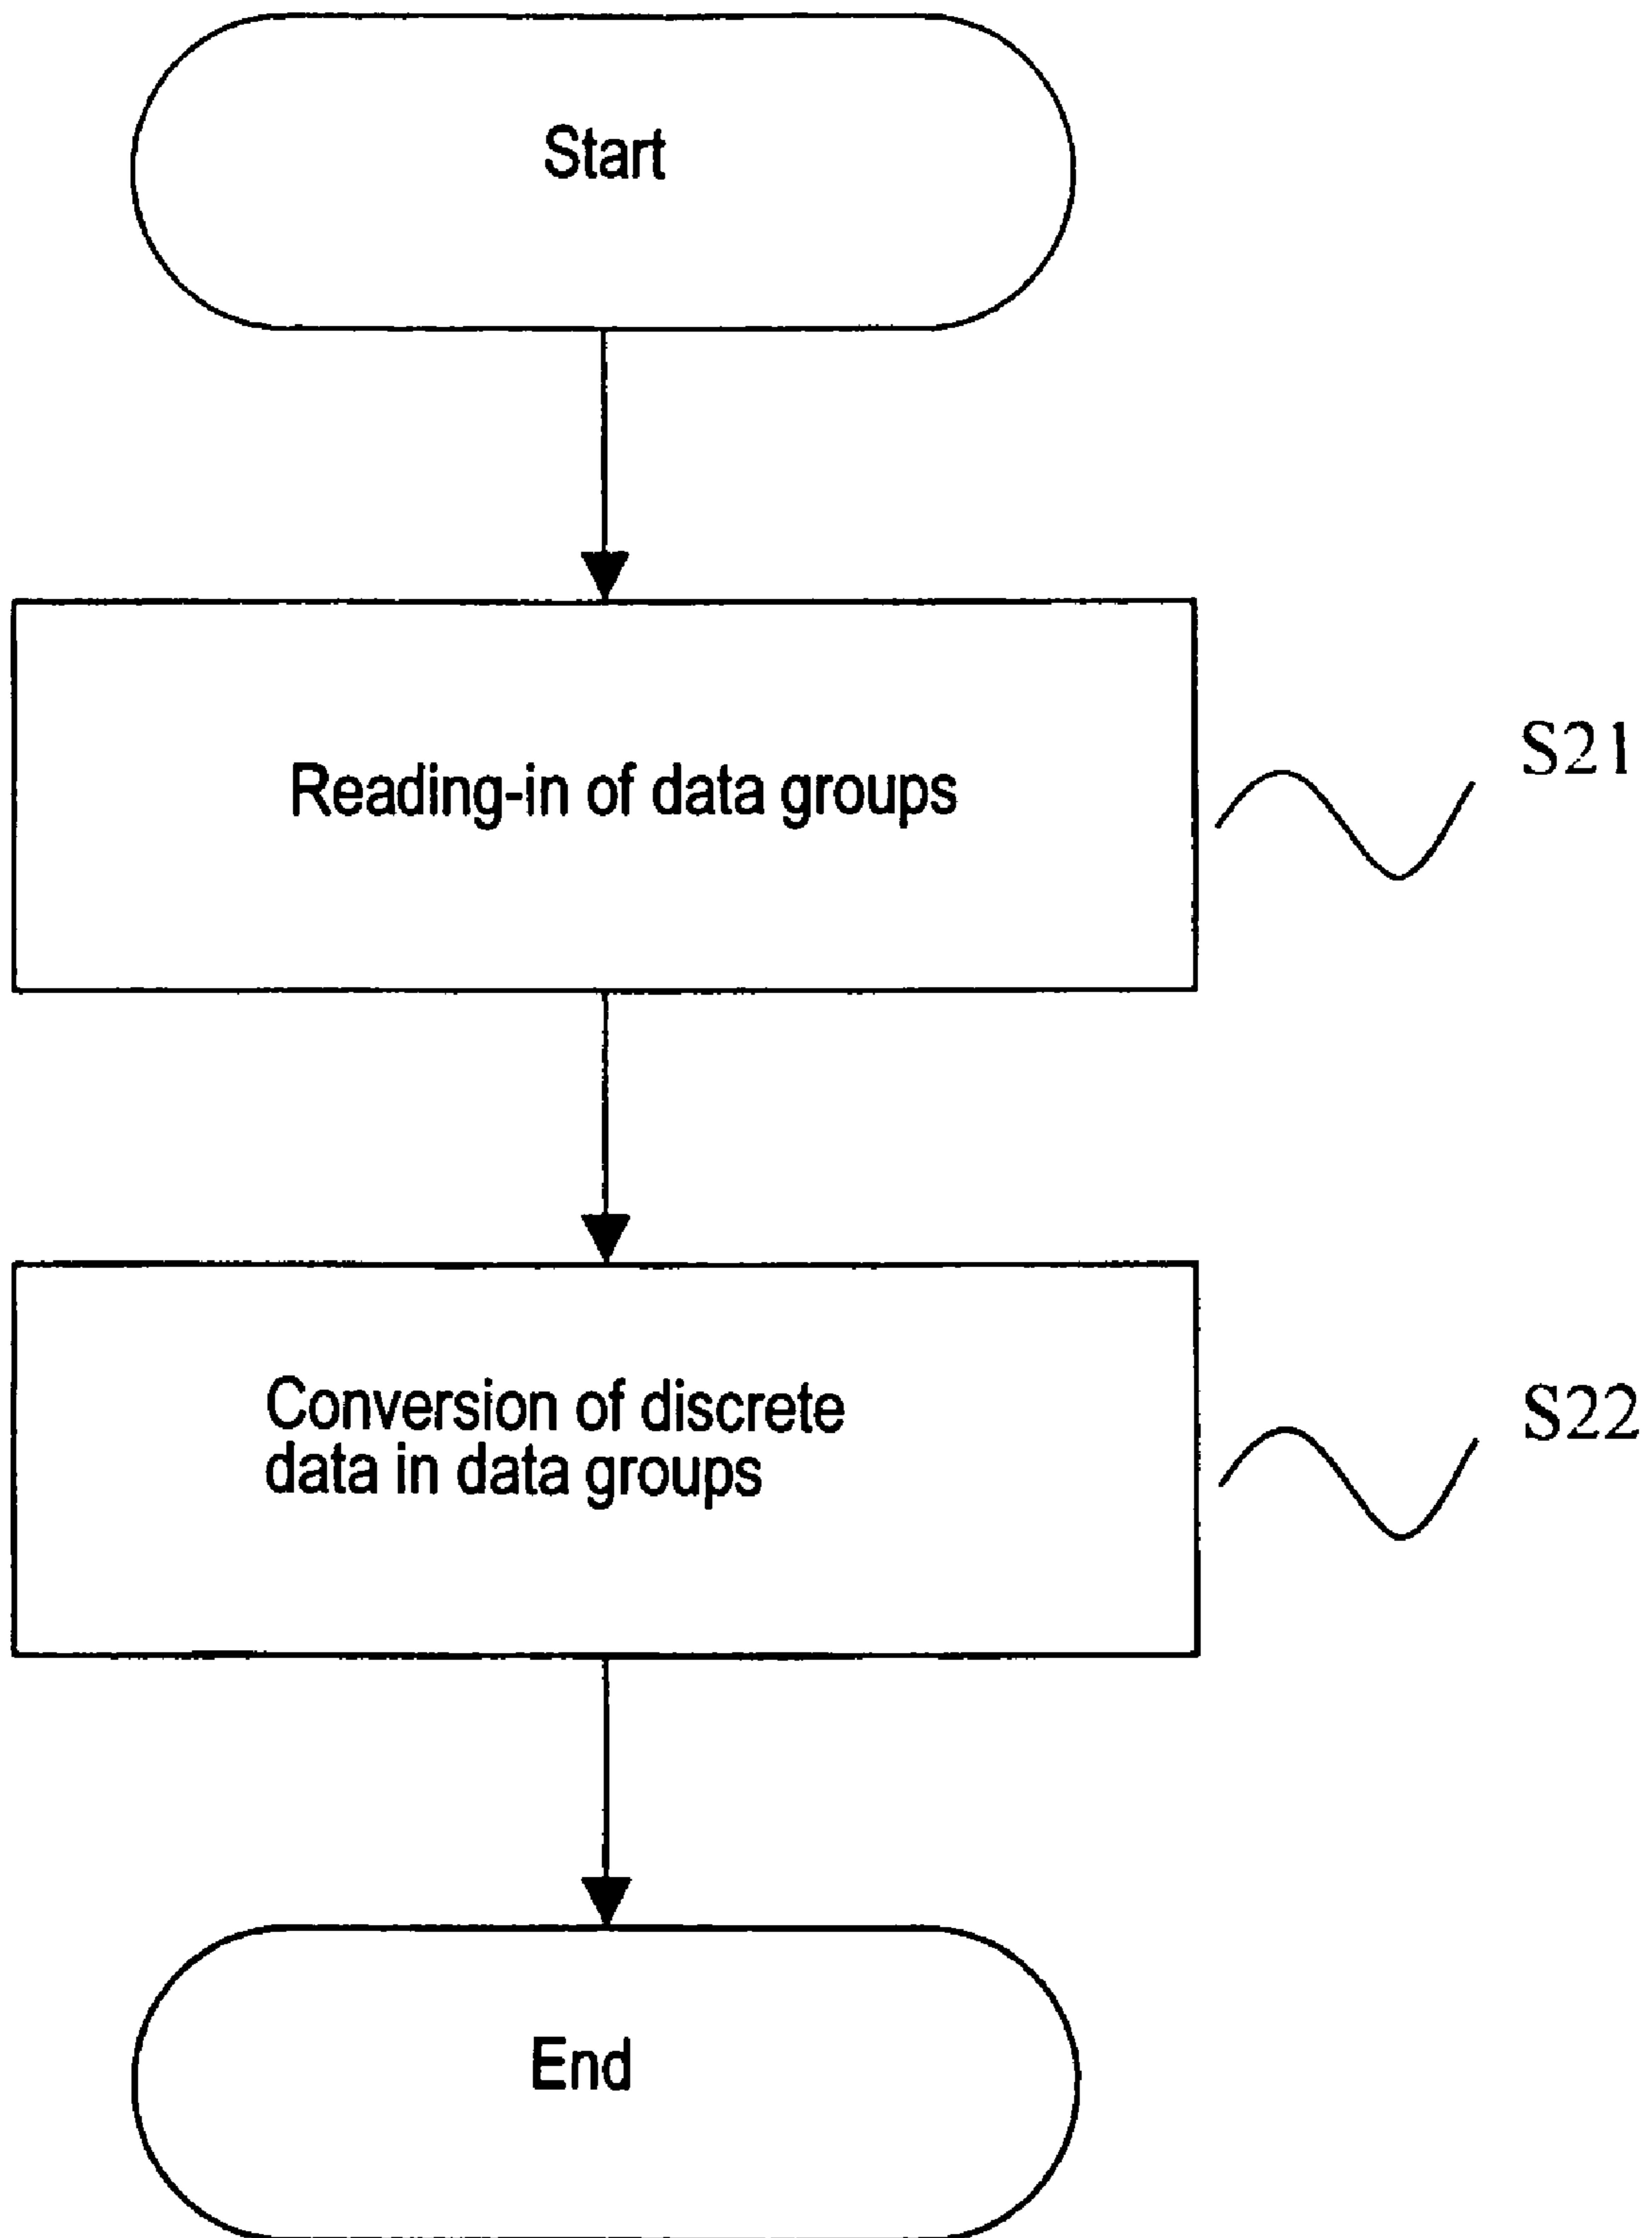 Start
Reading-in of data groups
S21
Conversion of discrete
data in data groups
S22
End